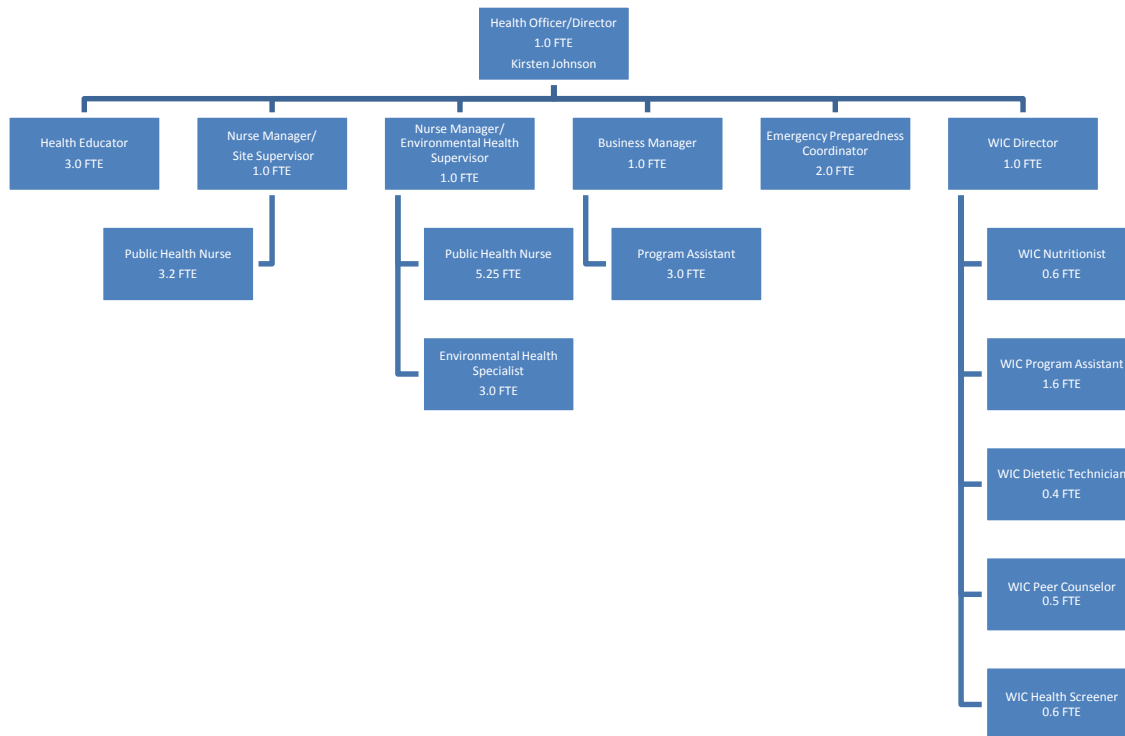 Health Officer/Director
1.0 FTE
Kirsten Johnson
Health Educator
3.0 FTE
Nurse Manager/
Site Supervisor
1.0 FTE
Nurse Manager/
Environmental Health
Supervisor
1.0 FTE
Business Manager
1.0 FTE
Emergency Preparedness
Coordinator
2.0 FTE
WIC Director
1.0 FTE
Public Health Nurse
3.2 FTE
Public Health Nurse
5.25 FTE
Program Assistant
3.0 FTE
WIC Nutritionist
0.6 FTE
Environmental Health
Specialist
3.0 FTE
WIC Program Assistant
1.6 FTE
WIC Dietetic Technician
0.4 FTE
WIC Peer Counselor
0.5 FTE
WIC Health Screener
0.6 FTE